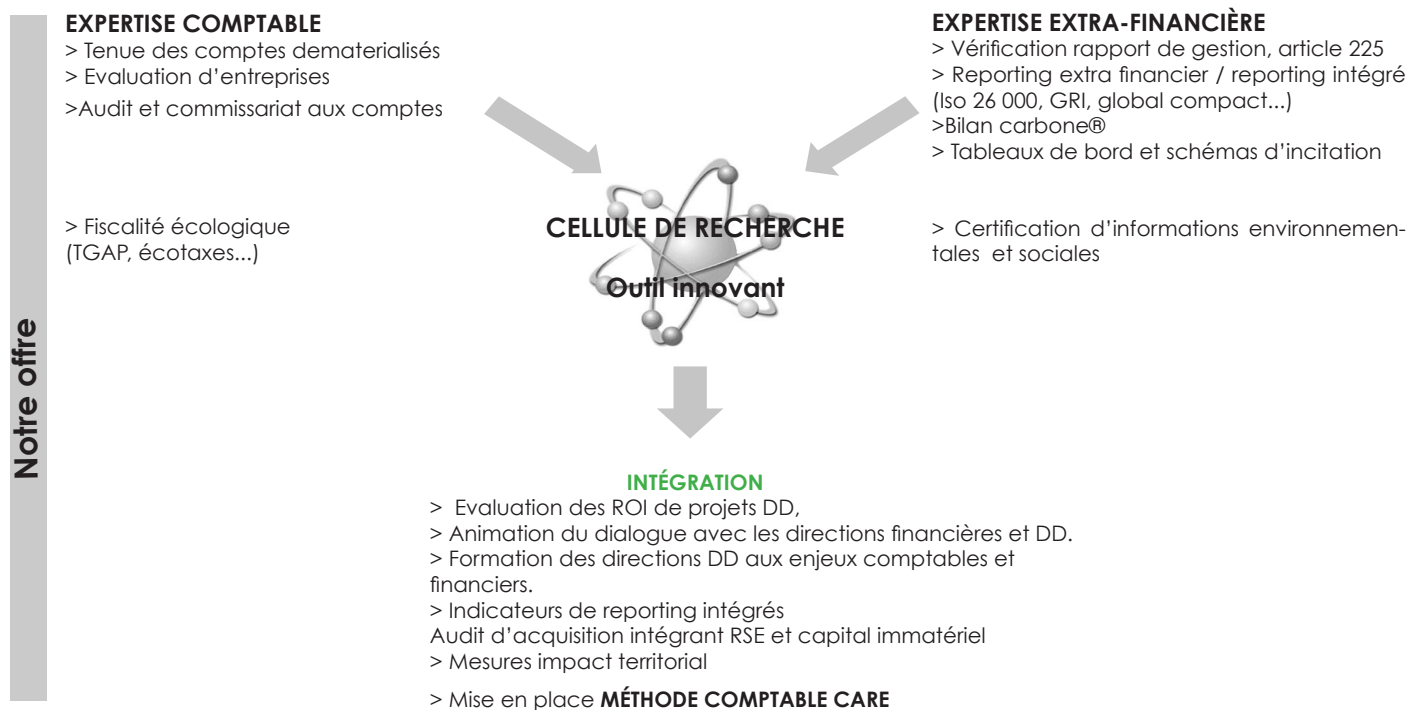 Notre offre
EXPERTISE COMPTABLE
> Tenue des comptes dematerialisés
> Evaluation d'entreprises
>Audit et commissariat aux comptes
> Fiscalité écologique
(TGAP, écotaxes...)
EXPERTISE EXTRA-FINANCIÈRE
> Vérification rapport de gestion, article 225
> Reporting extra financier / reporting intégré
(Iso 26 000, GRI, global compact...)
>Bilan carbone®
> Tableaux de bord et schémas d'incitation
> Certification d'informations environnemen-
tales et sociales
CELLULE DE RECHERCHE
Outil innovant
INTÉGRATION
> Evaluation des ROI de projets DD,
> Animation du dialogue avec les directions financières et DD.
> Formation des directions DD aux enjeux comptables et
financiers.
> Indicateurs de reporting intégrés
Audit d'acquisition intégrant RSE et capital immatériel
> Mesures impact territorial
> Mise en place MÉTHODE COMPTABLE CARE